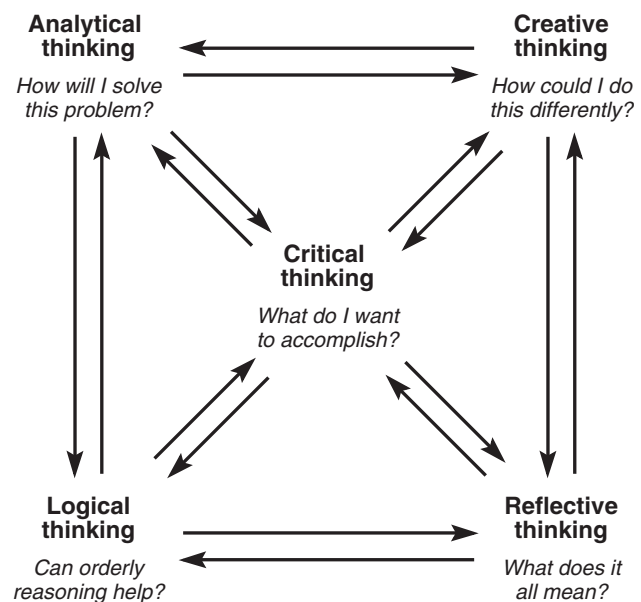 Analytical
thinking
How will I solve
this problem?
Creative
thinking
How could I do
this differently?
Critical
thinking
What do I want
to accomplish?
Logical
thinking
Can orderly
reasoning help?
Reflective
thinking
What does it
all mean?